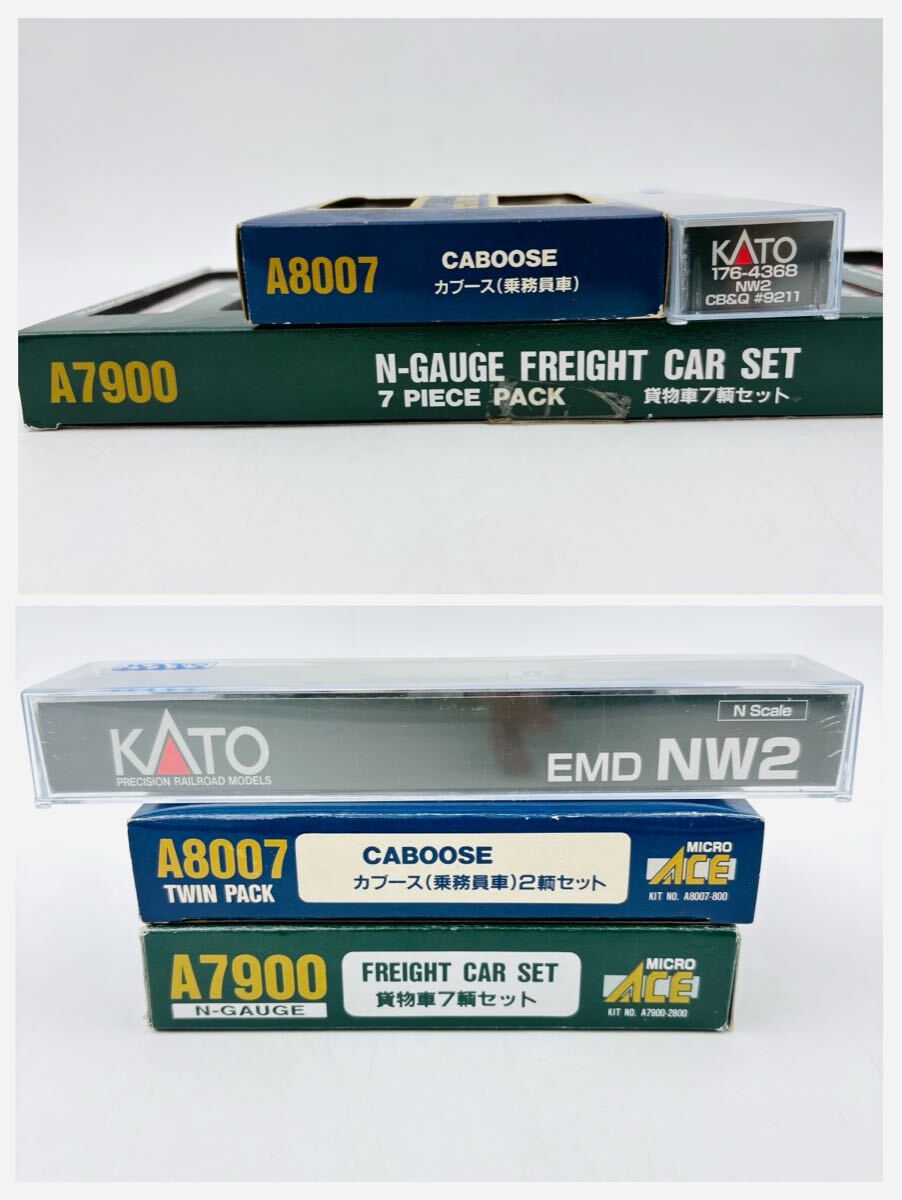 A8007
CABOOSE
カブース(乗務員車)
KATO
176-4368
NW2
CB&Q #9211
A7900
N-GAUGE FREIGHT CAR SET
7 PIECE PACK
貨物車7輌セット
KATO
PRECISION RAILROAD MODELS
N Scale
EMD NW2
A8007
TWIN PACK
CABOOSE
カブース(乗務員車)2輌セット
MICRO
ACE
KIT NO. A8007-800
A7900
N-GAUGE
FREIGHT CAR SET
貨物車7輌セット
MICRO
ACE
KIT NO. A7900-2800